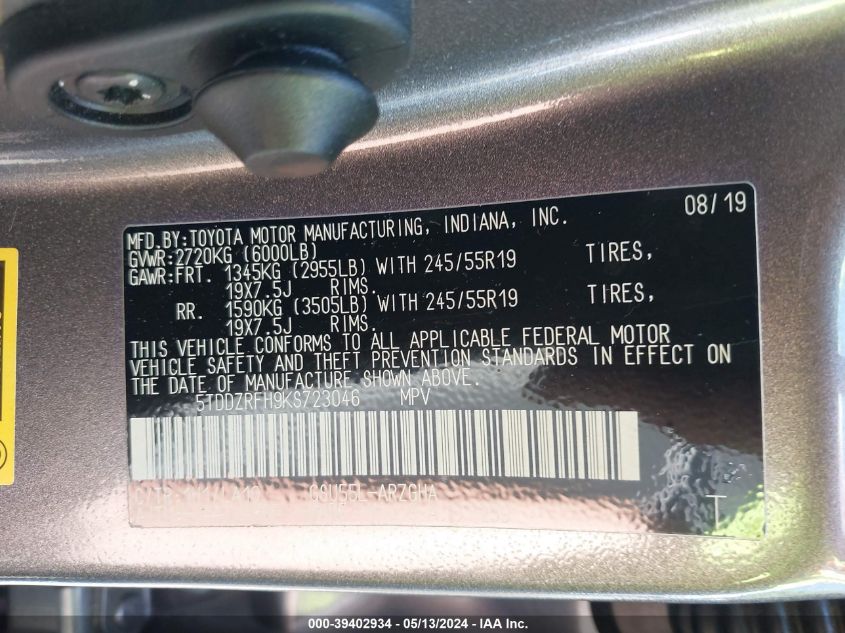 08/19
MFD.BY:TOYOTA MOTOR MANUFACTURING, INDIANA, INC.
GVWR:2720KG (6000LB)
GAWR:FRT. 1345KG (2955LB) WITH 245/55R19 TIRES,
19X7.5J RIMS.
RR. 1590KG (3505LB) WITH 245/55R19 TIRES,
19X7.5J RIMS.
THIS VEHICLE CONFORMS TO ALL APPLICABLE FEDERAL MOTOR
VEHICLE SAFETY AND THEFT PREVENTION STANDARDS IN EFFECT ON
THE DATE OF MANUFACTURE SHOWN ABOVE.
5TDDZRFH9KS723046 MPV
GSU55L-ARZGHA
T
000-39402934 - 05/13/2024 - IAA Inc.